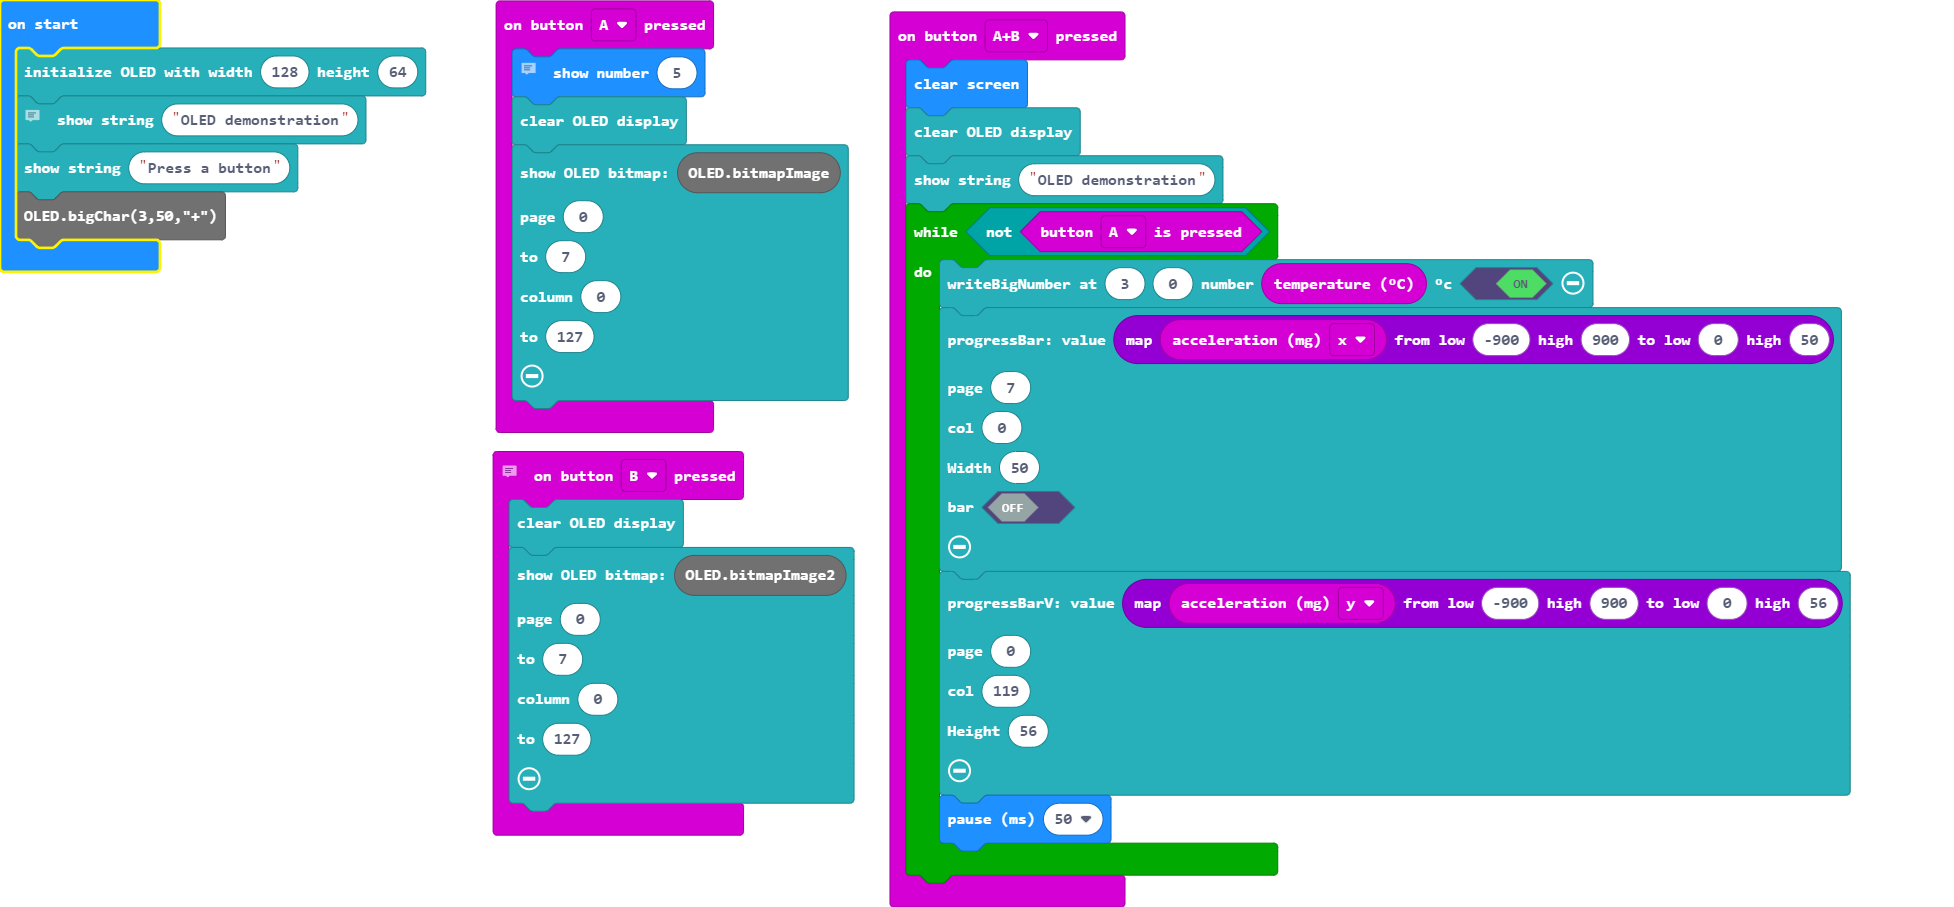 on start
initialize OLED with width 128 height 64
show string "OLED demonstration"
show string "Press a button"
OLED.bigChar(3,50,"+")
on button A pressed
show number 5
clear OLED display
show OLED bitmap: OLED.bitmapImage
page 0
to 7
column 0
to 127
on button B pressed
clear OLED display
show OLED bitmap: OLED.bitmapImage2
page 0
to 7
column 0
to 127
on button A+B pressed
clear screen
clear OLED display
show string "OLED demonstration"
while not button A is pressed
do
writeBigNumber at 3 0 number temperature (ºC) ºc ON
progressBar: value map acceleration (mg) x from low -900 high 900 to low 0 high 50
page 7
col 0
Width 50
bar OFF
progressBarV: value map acceleration (mg) y from low -900 high 900 to low 0 high 56
page 0
col 119
Height 56
pause (ms) 50